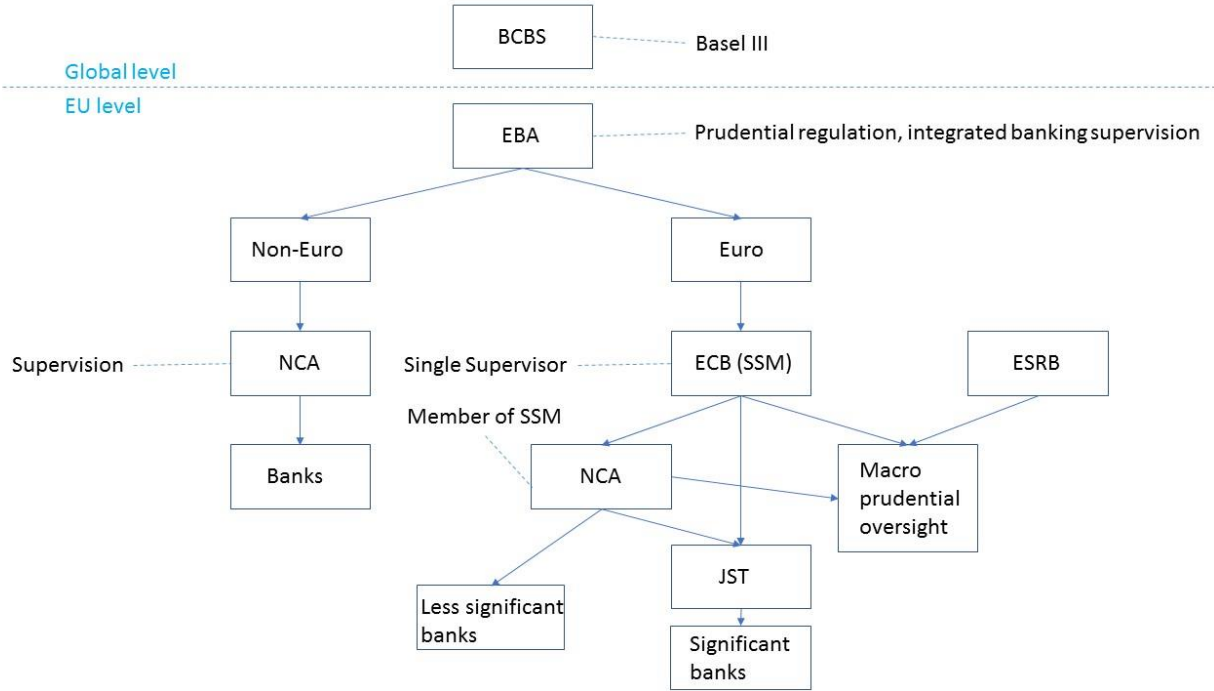 BCBS
Basel III
Global level
EU level
EBA
Prudential regulation, integrated banking supervision
Non-Euro
Euro
Supervision
NCA
Single Supervisor
ECB (SSM)
ESRB
Member of SSM
Banks
NCA
Macro
prudential
oversight
JST
Less significant
banks
Significant
banks